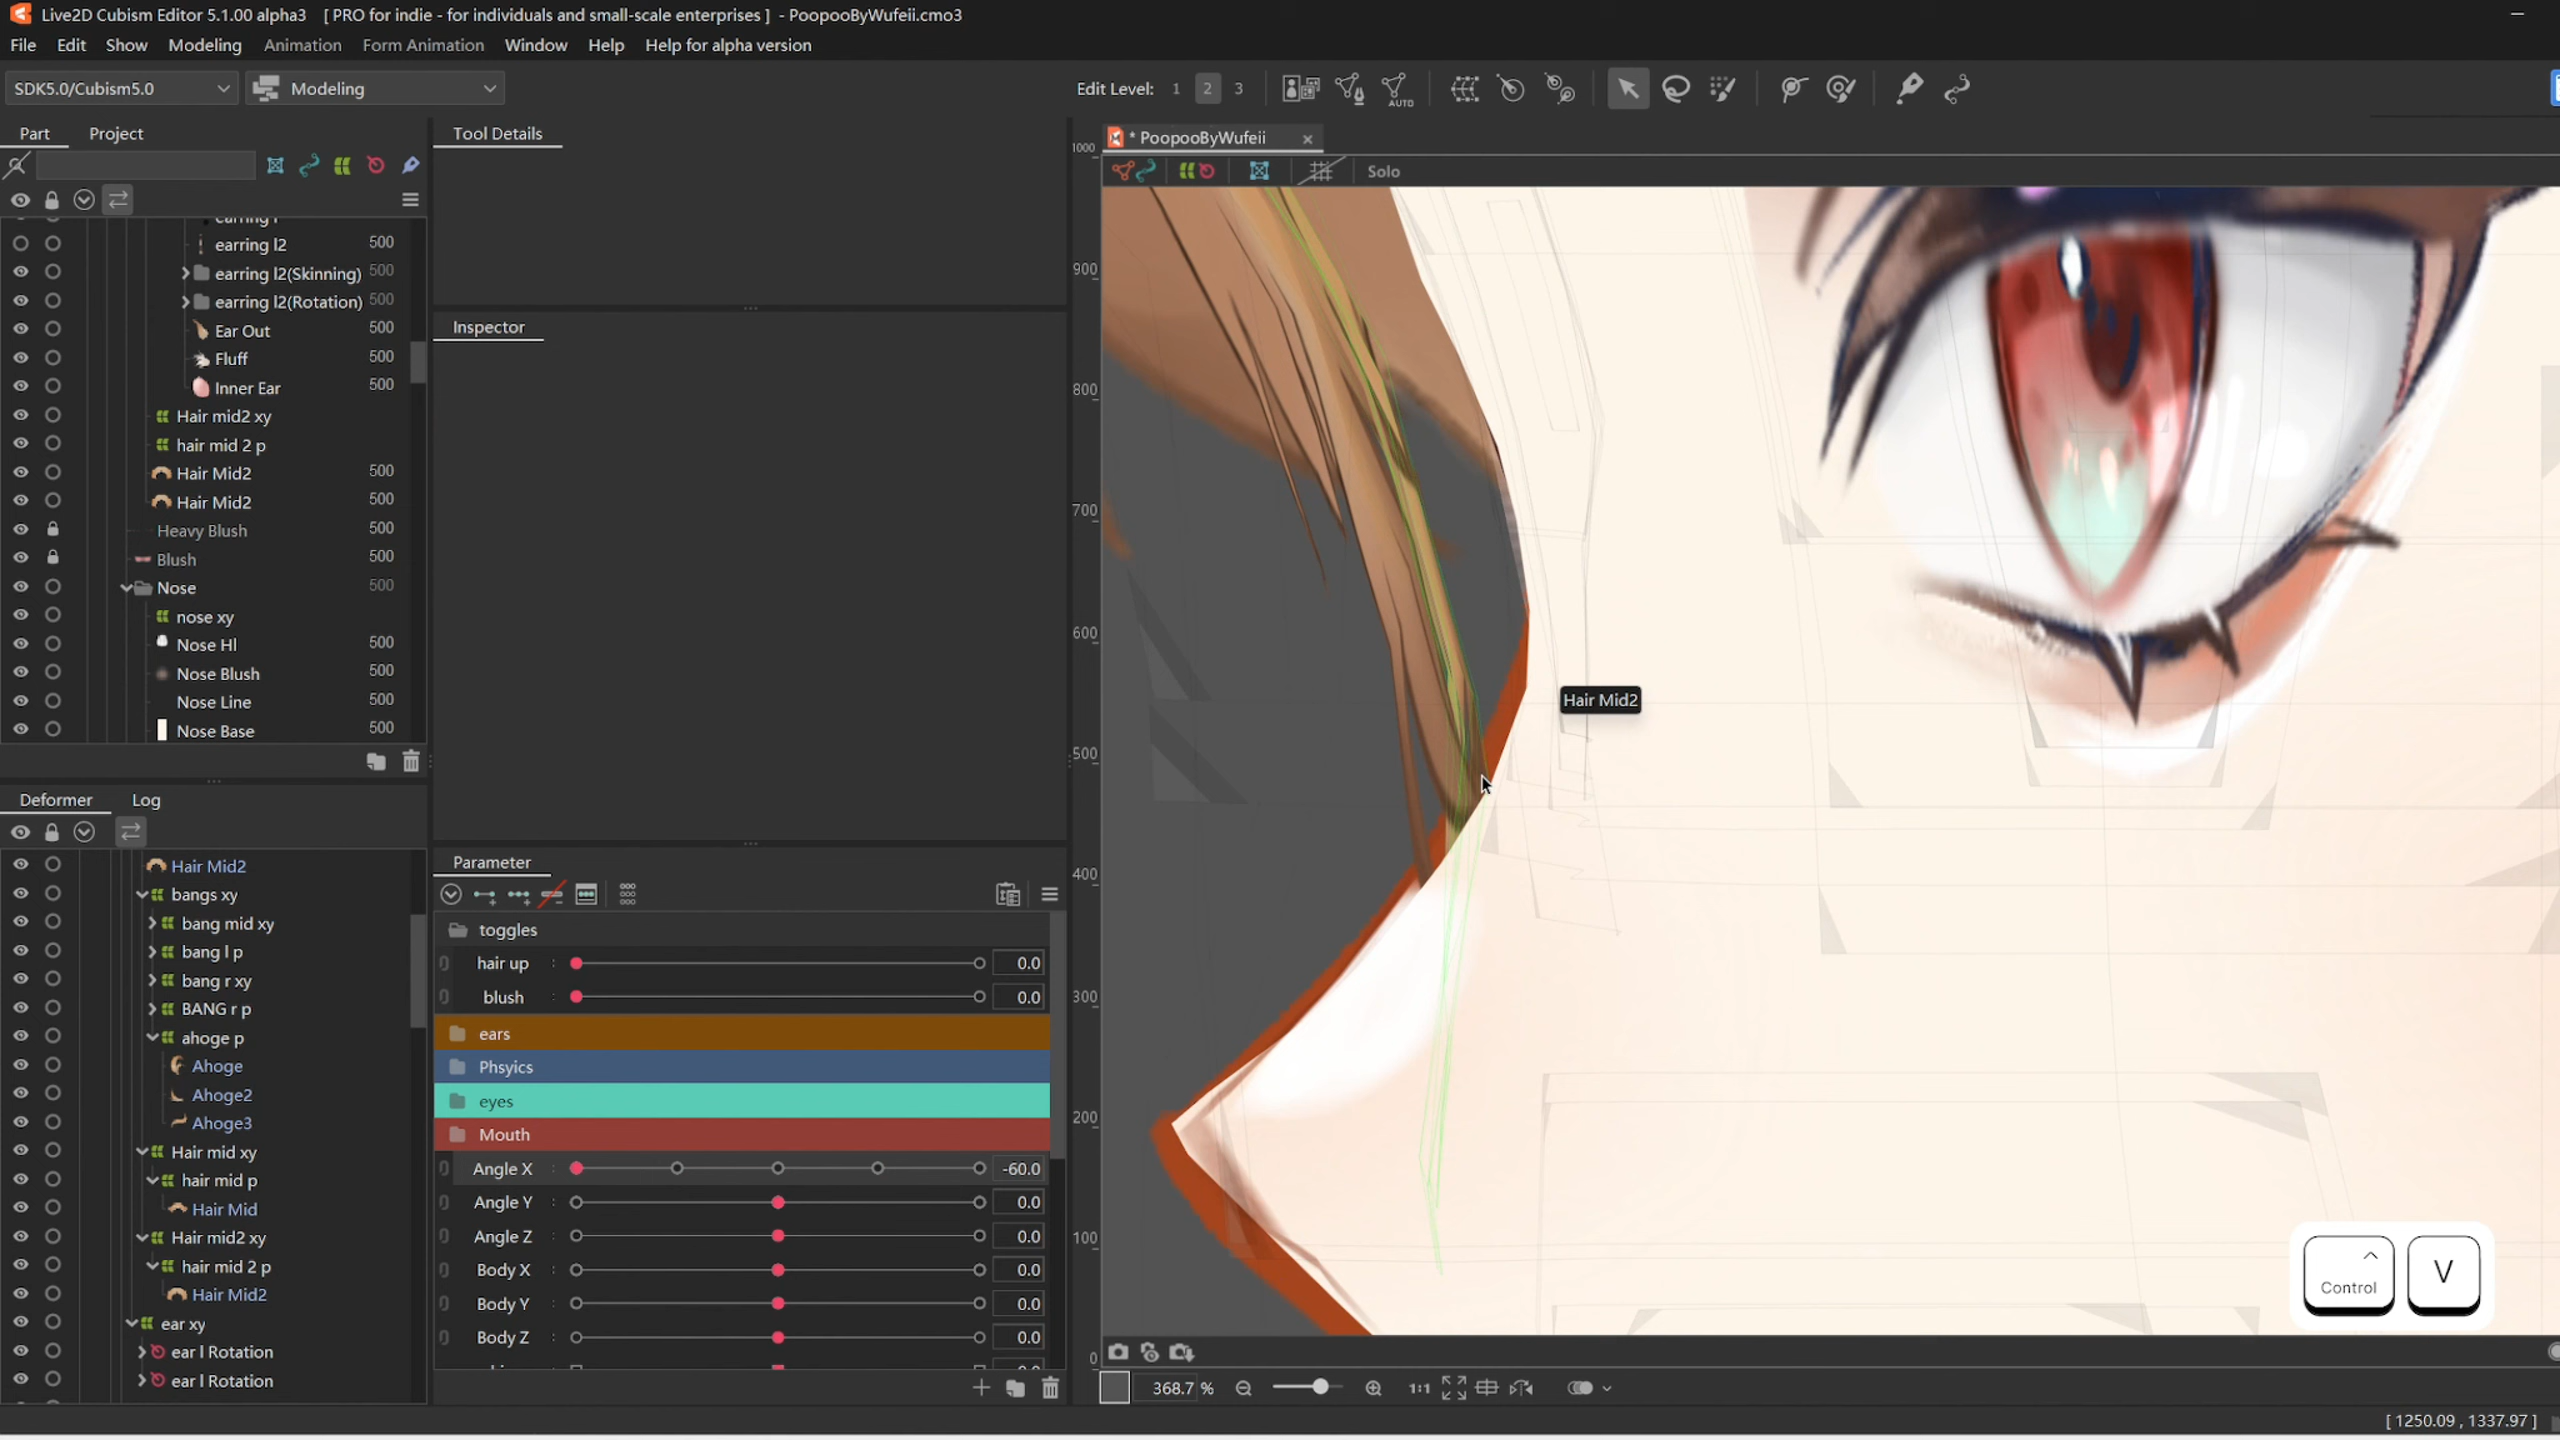 Live2D Cubism Editor 5.1.00 alpha3 [ PRO for indie - for individuals and small-scale enterprises ] - PoopooByWufeii.cmo3
File Edit Show Modeling Animation Form Animation Window Help Help for alpha version
SDK5.0/Cubism5.0 Modeling Edit Level: 1 2 3 AUTO
Part Project
Tool Details
* PoopooByWufeii
Solo
earring l2 500
earring l2(Skinning) 500
earring l2(Rotation) 500
Ear Out 500
Fluff 500
Inner Ear 500
Hair mid2 xy
hair mid 2 p
Hair Mid2 500
Hair Mid2 500
Heavy Blush 500
Blush 500
Nose 500
nose xy
Nose Hl 500
Nose Blush 500
Nose Line 500
Nose Base 500
Inspector
Deformer Log
Hair Mid2
bangs xy
bang mid xy
bang l p
bang r xy
BANG r p
ahoge p
Ahoge
Ahoge2
Ahoge3
Hair mid xy
hair mid p
Hair Mid
Hair mid2 xy
hair mid 2 p
Hair Mid2
ear xy
ear l Rotation
ear l Rotation
Parameter
toggles
hair up : 0.0
blush : 0.0
ears
Phsyics
eyes
Mouth
Angle X : -60.0
Angle Y : 0.0
Angle Z : 0.0
Body X : 0.0
Body Y : 0.0
Body Z : 0.0
1000
900
800
700
600
500
400
300
200
100
0
Hair Mid2
Control
V
368.7 %
1:1
[ 1250.09 , 1337.97 ]